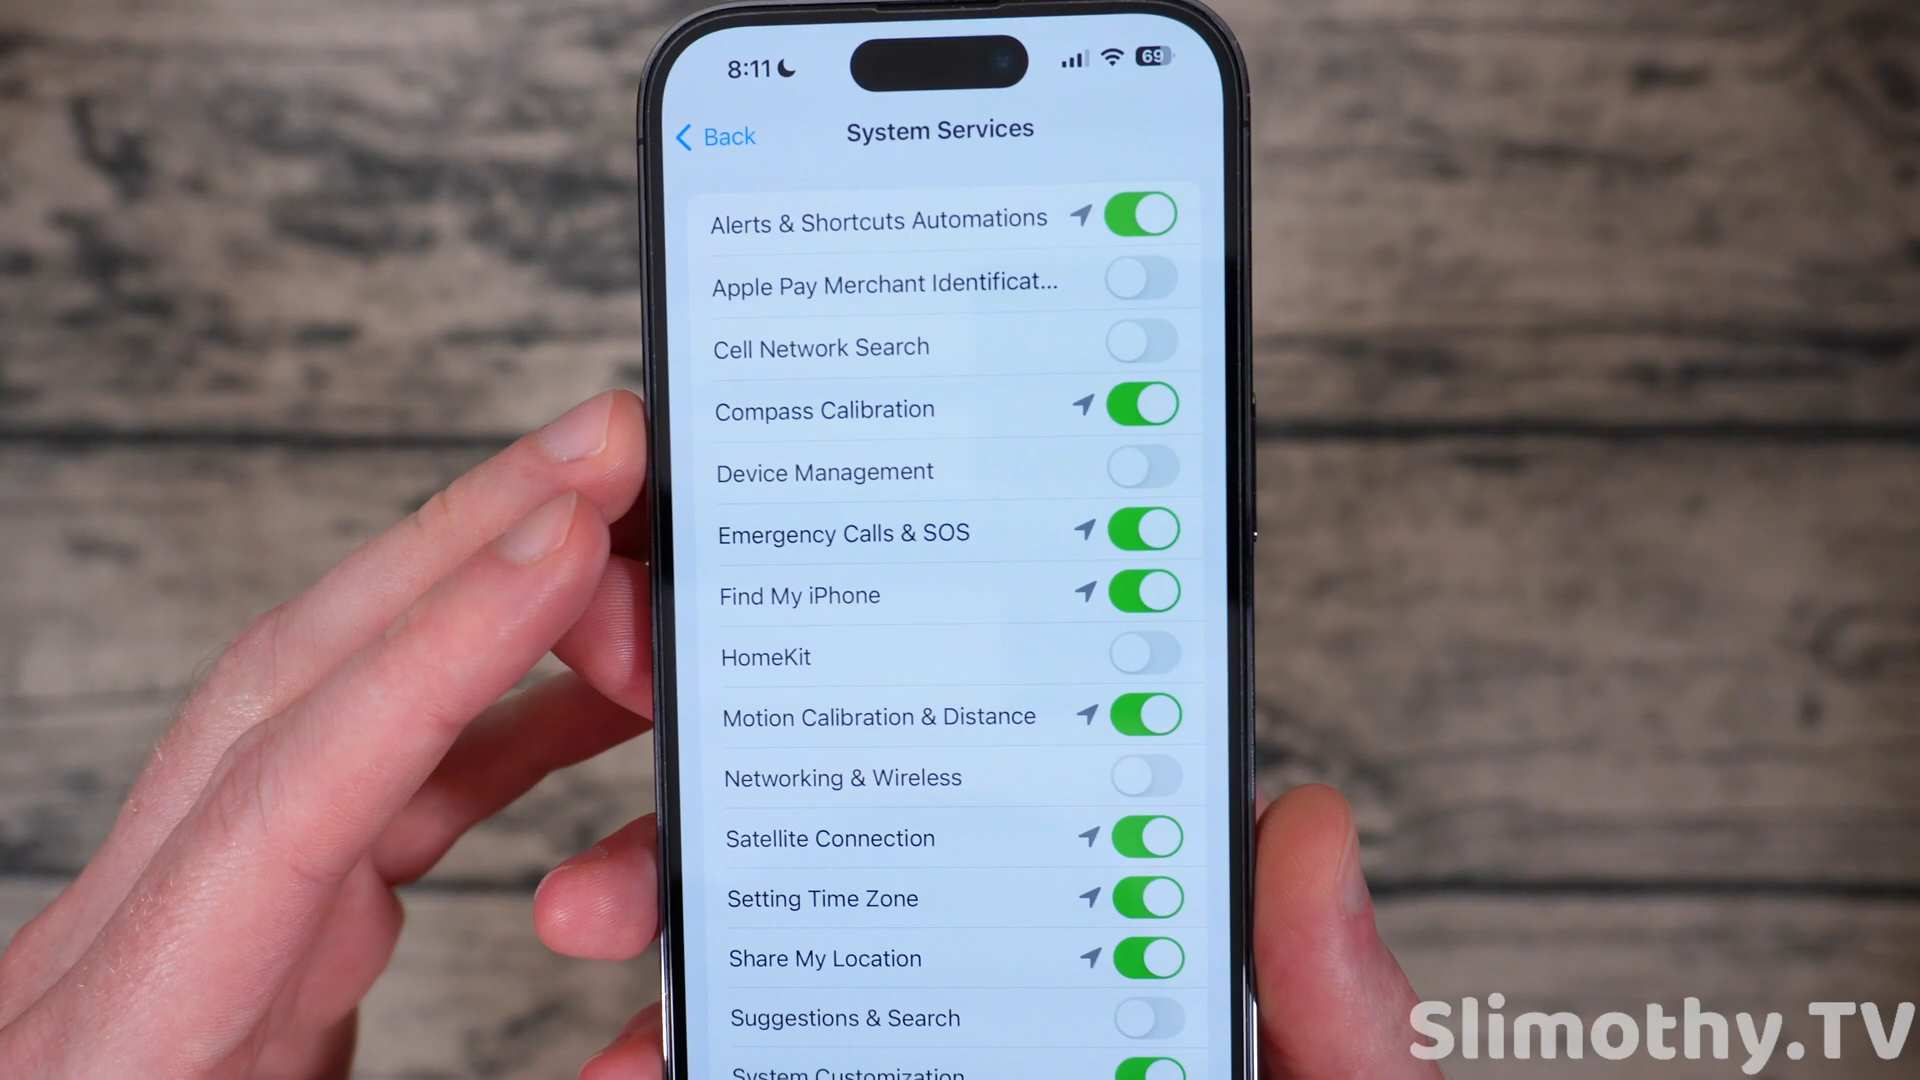 8:11
69
Back
System Services
Alerts & Shortcuts Automations
Apple Pay Merchant Identificat...
Cell Network Search
Compass Calibration
Device Management
Emergency Calls & SOS
Find My iPhone
HomeKit
Motion Calibration & Distance
Networking & Wireless
Satellite Connection
Setting Time Zone
Share My Location
Suggestions & Search
System Customization
Slimothy.TV